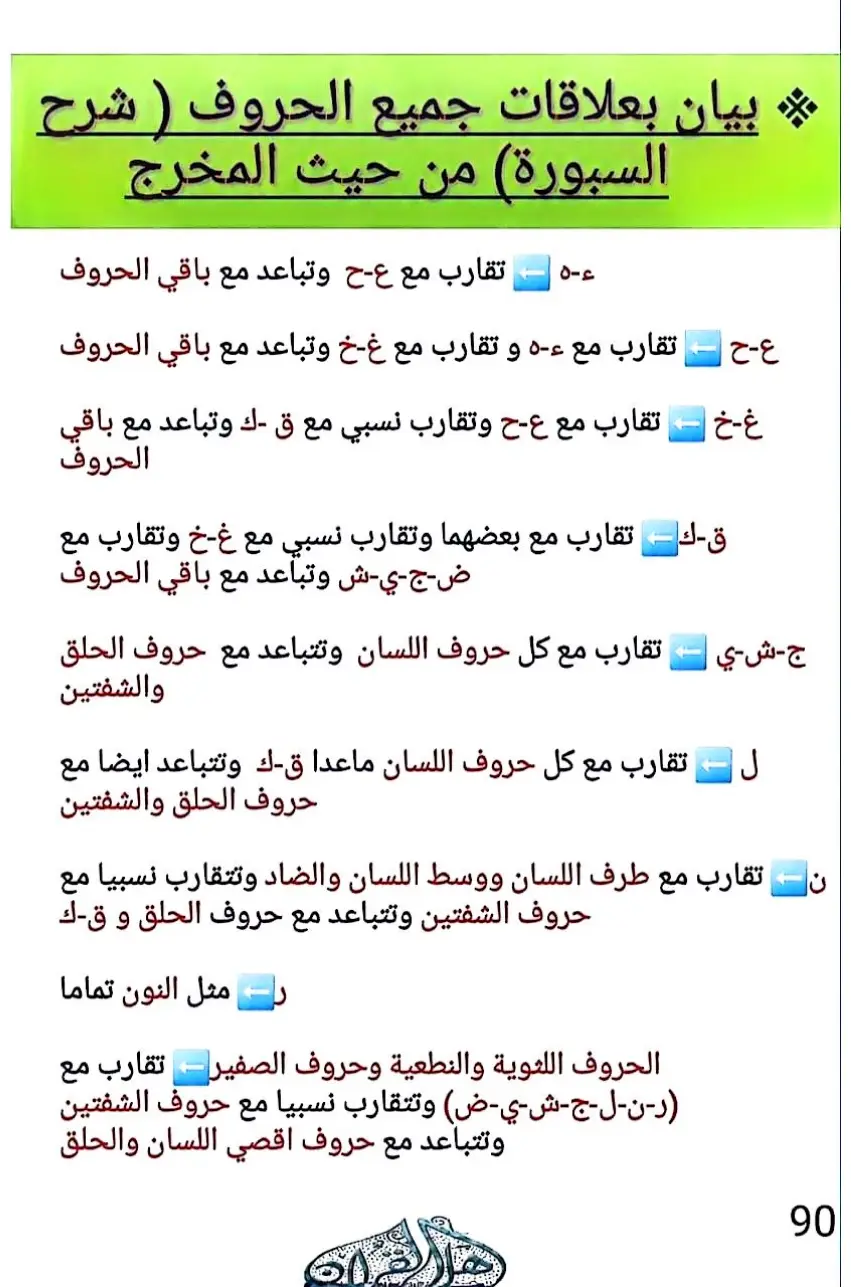 ❖ بيان بعلاقات جميع الحروف ( شرح
السبورة) من حيث المخرج
ء-ه ⬅ تقارب مع ع-ح وتباعد مع باقي الحروف
ع-ح ⬅ تقارب مع ء-ه و تقارب مع غ-خ وتباعد مع باقي الحروف
غ-خ ⬅ تقارب مع ع-ح وتقارب نسبي مع ق -ك وتباعد مع باقي
الحروف
ق-ك⬅ تقارب مع بعضهما وتقارب نسبي مع غ-خ وتقارب مع
ض-ج-ي-ش وتباعد مع باقي الحروف
ج-ش-ي ⬅ تقارب مع كل حروف اللسان وتتباعد مع حروف الحلق
والشفتين
ل ⬅ تقارب مع كل حروف اللسان ماعدا ق-ك وتتباعد ايضا مع
حروف الحلق والشفتين
ن⬅ تقارب مع طرف اللسان ووسط اللسان والضاد وتتقارب نسبيا مع
حروف الشفتين وتتباعد مع حروف الحلق و ق-ك
ر⬅ مثل النون تماما
الحروف اللثوية والنطعية وحروف الصفير⬅ تقارب مع
(ر-ن-ل-ج-ش-ي-ض) وتتقارب نسبيا مع حروف الشفتين
وتتباعد مع حروف اقصي اللسان والحلق
90
أهل القرآن